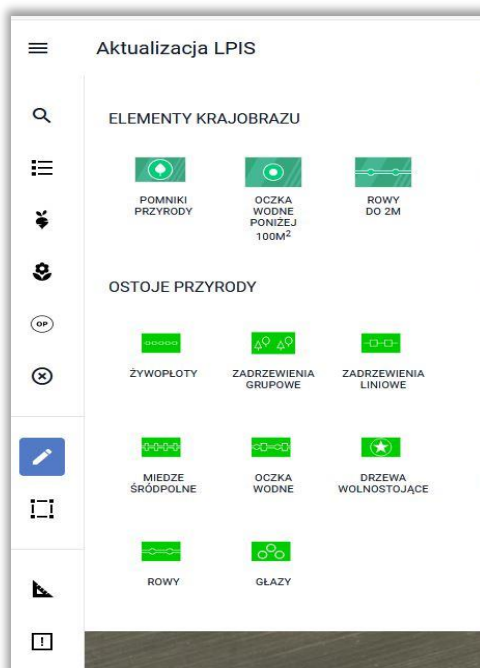 Aktualizacja LPIS
ELEMENTY KRAJOBRAZU
POMNIKI
PRZYRODY
OCZKA
WODNE
PONIŻEJ
100M²
ROWY
DO 2M
OSTOJE PRZYRODY
OP
ŻYWOPŁOTY
ZADRZEWIENIA
GRUPOWE
ZADRZEWIENIA
LINIOWE
MIEDZE
ŚRÓDPOLNE
OCZKA
WODNE
DRZEWA
WOLNOSTOJĄCE
ROWY
GŁAZY